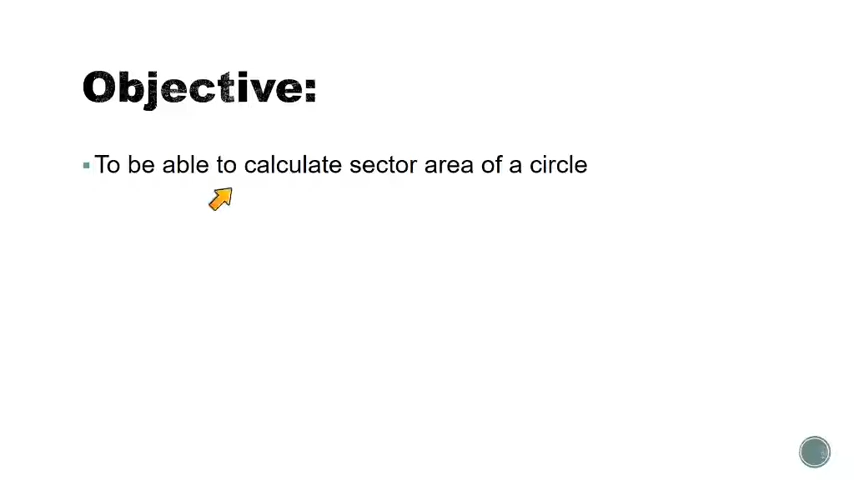 Objective:
To be able to calculate sector area of a circle